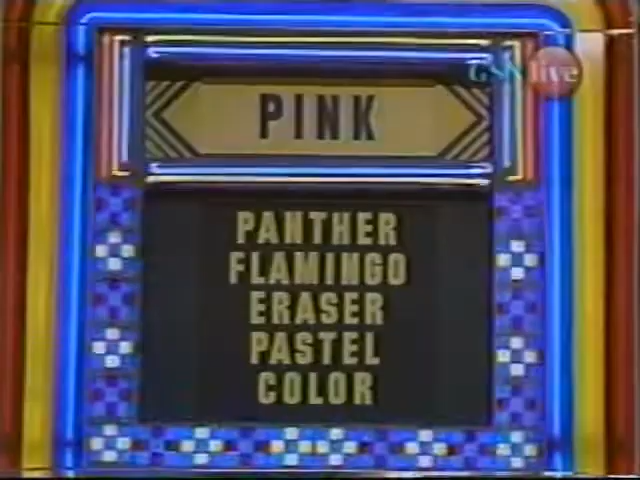 GSN live
PINK
PANTHER
FLAMINGO
ERASER
PASTEL
COLOR